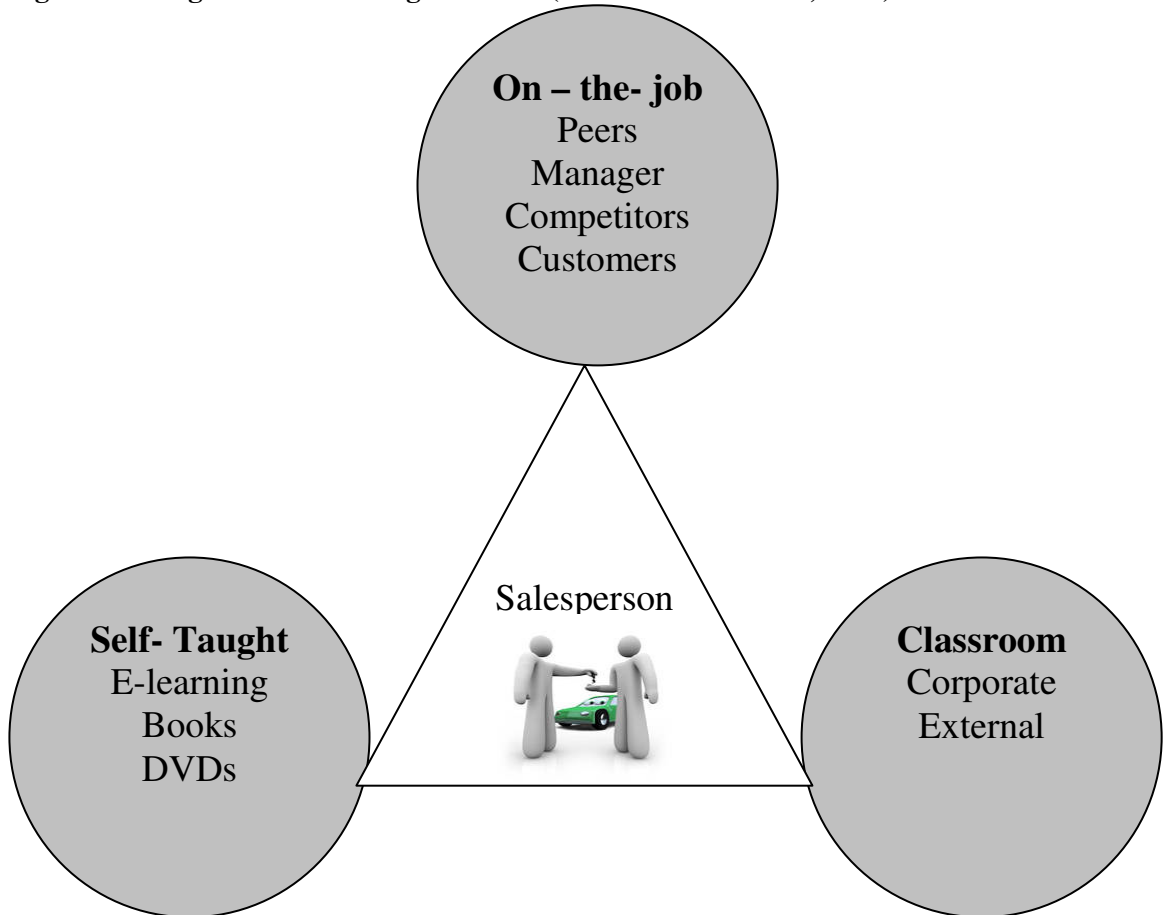 On – the- job
Peers
Manager
Competitors
Customers
Salesperson
Self- Taught
E-learning
Books
DVDs
Classroom
Corporate
External